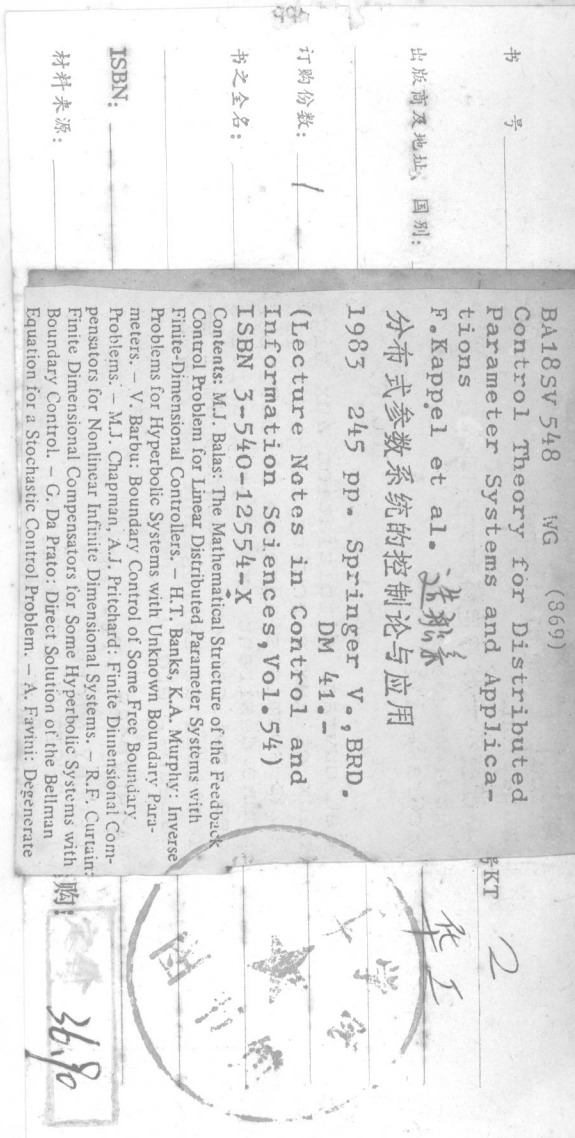 书 号
出版商及地址、国别:
订购份数: 1
书之全名:
ISBN:
材料来源:
BA18SV 548 WG (869)
Control Theory for Distributed
Parameter Systems and Applica-
tions
F.Kappel et al.
分布式参数系统的控制论与应用
1983 245 pp. Springer V., BRD.
DM 41.-
(Lecture Notes in Control and
Information Sciences,Vol.54)
ISBN 3-540-12554-X
Contents: M.J. Balas: The Mathematical Structure of the Feedback
Control Problem for Linear Distributed Parameter Systems with
Finite-Dimensional Controllers. – H.T. Banks, K.A. Murphy: Inverse
Problems for Hyperbolic Systems with Unknown Boundary Para-
meters. – V. Barbu: Boundary Control of Some Free Boundary
Problems. – M.J. Chapman, A.J. Pritchard: Finite Dimensional Com-
pensators for Nonlinear Infinite Dimensional Systems. – R.F. Curtain:
Finite Dimensional Compensators for Some Hyperbolic Systems with
Boundary Control. – G. Da Prato: Direct Solution of the Bellman
Equation for a Stochastic Control Problem. – A. Favini: Degenerate
KT 2
华工
购:
36.80